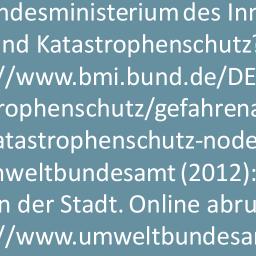 ndesministerium des Inn
nd Katastrophenschutz?
//www.bmi.bund.de/DE
rophenschutz/gefahrena
atastrophenschutz-node
mweltbundesamt (2012):
n der Stadt. Online abru
//www.umweltbundesa